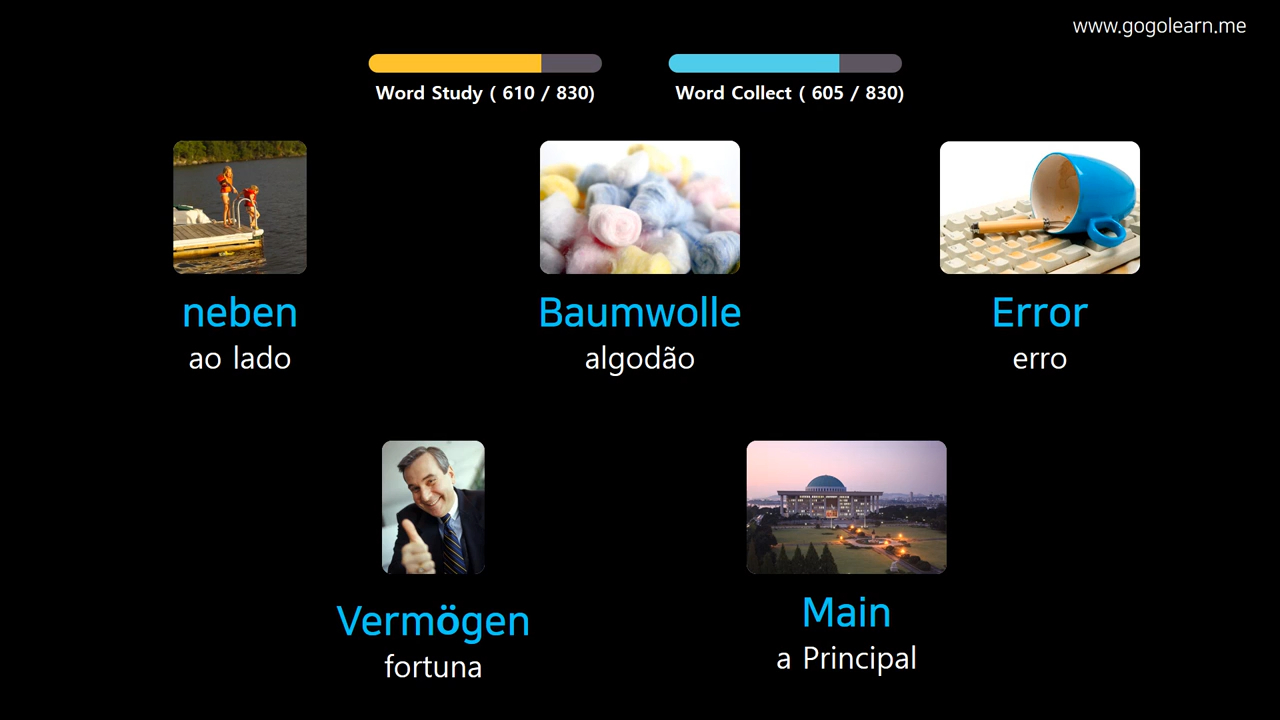 www.gogolearn.me
Word Study ( 610 / 830)
Word Collect ( 605 / 830)
neben
ao lado
Baumwolle
algodão
Error
erro
Vermögen
fortuna
Main
a Principal